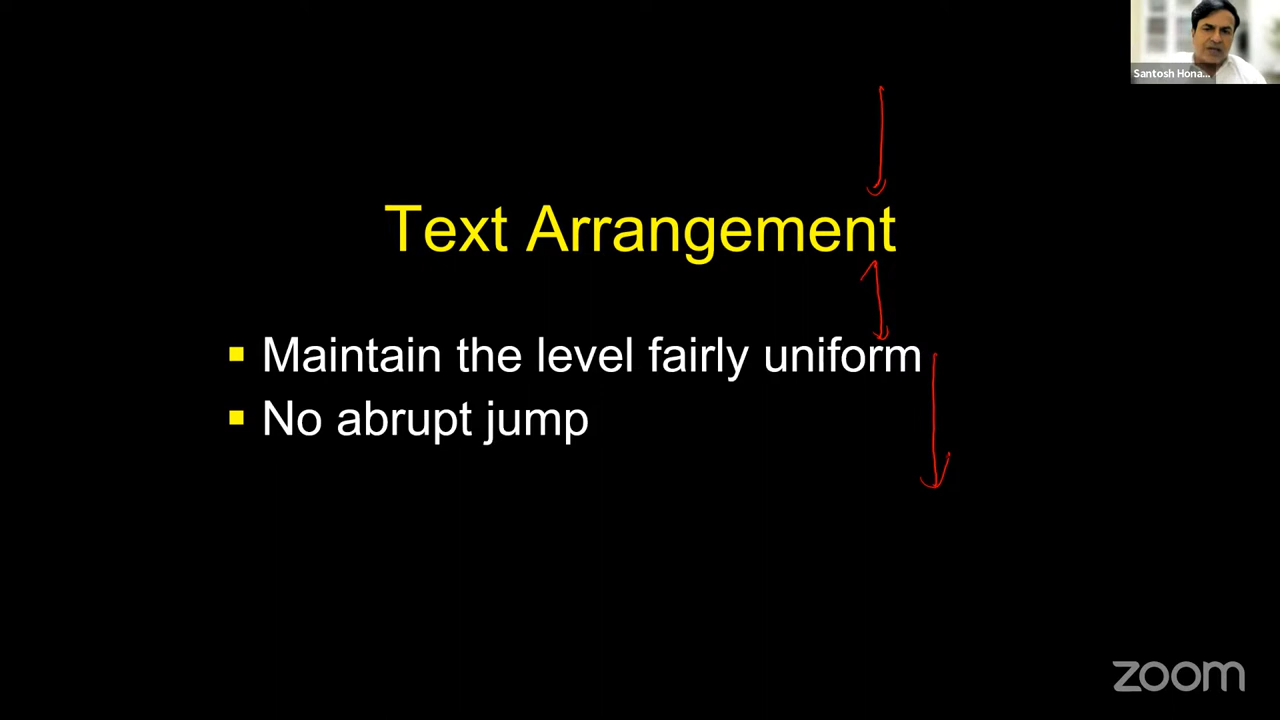 Santosh Hona...
Text Arrangement
▪ Maintain the level fairly uniform
▪ No abrupt jump
zoom